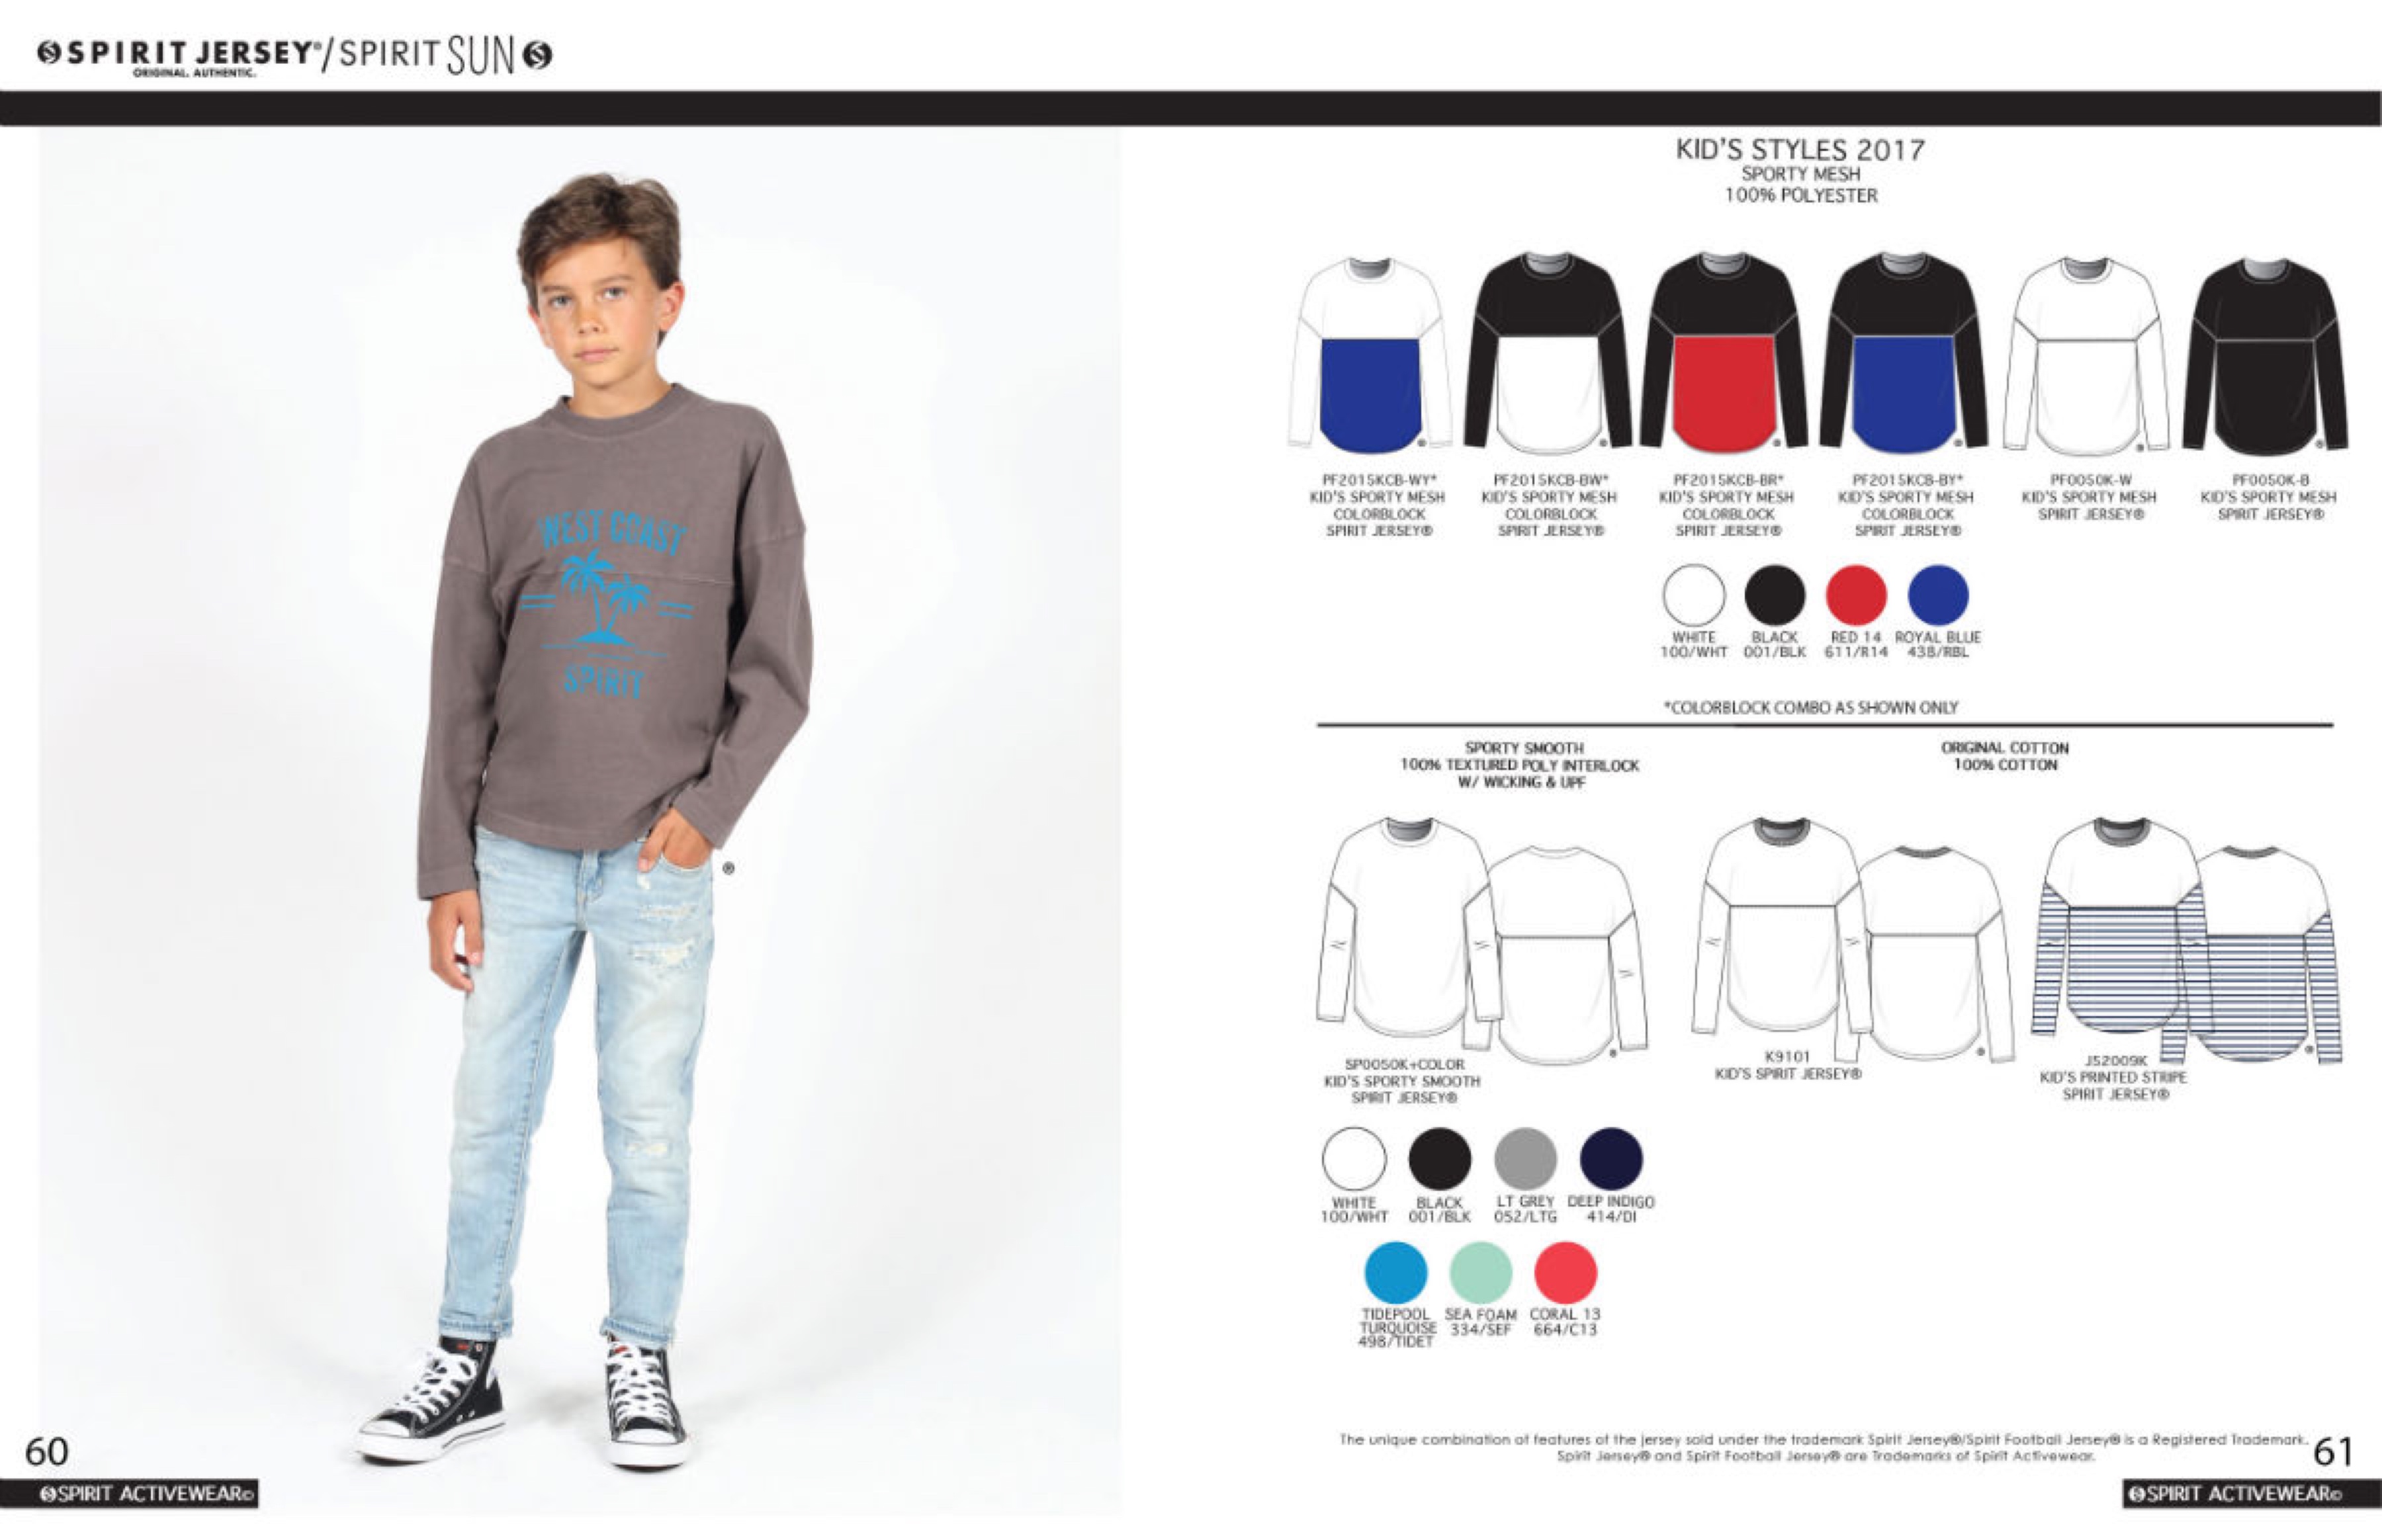 SPIRIT JERSEY®/SPIRIT SUN
ORIGINAL. AUTHENTIC.
WEST COAST
SPIRIT
®
60
SPIRIT ACTIVEWEAR©
KID'S STYLES 2017
SPORTY MESH
100% POLYESTER
PF2015KCB-WY*
KID'S SPORTY MESH
COLORBLOCK
SPIRIT JERSEY®
PF2015KCB-BW*
KID'S SPORTY MESH
COLORBLOCK
SPIRIT JERSEY®
PF2015KCB-BR*
KID'S SPORTY MESH
COLORBLOCK
SPIRIT JERSEY®
PF2015KCB-BY*
KID'S SPORTY MESH
COLORBLOCK
SPIRIT JERSEY®
PF0050K-W
KID'S SPORTY MESH
SPIRIT JERSEY®
PF0050K-B
KID'S SPORTY MESH
SPIRIT JERSEY®
WHITE
100/WHT
BLACK
001/BLK
RED 14
611/R14
ROYAL BLUE
438/RBL
*COLORBLOCK COMBO AS SHOWN ONLY
SPORTY SMOOTH
100% TEXTURED POLY INTERLOCK
W/ WICKING & UPF
ORIGINAL COTTON
100% COTTON
SP0050K+COLOR
KID'S SPORTY SMOOTH
SPIRIT JERSEY®
K9101
KID'S SPIRIT JERSEY®
JS2009K
KID'S PRINTED STRIPE
SPIRIT JERSEY®
WHITE
100/WHT
BLACK
001/BLK
LT GREY
052/LTG
DEEP INDIGO
414/DI
TIDEPOOL
TURQUOISE
498/TIDET
SEA FOAM
334/SEF
CORAL 13
664/C13
The unique combination of features of the jersey sold under the trademark Spirit Jersey®/Spirit Football Jersey® is a Registered Trademark.
Spirit Jersey® and Spirit Football Jersey® are Trademarks of Spirit Activewear.
61
SPIRIT ACTIVEWEAR©